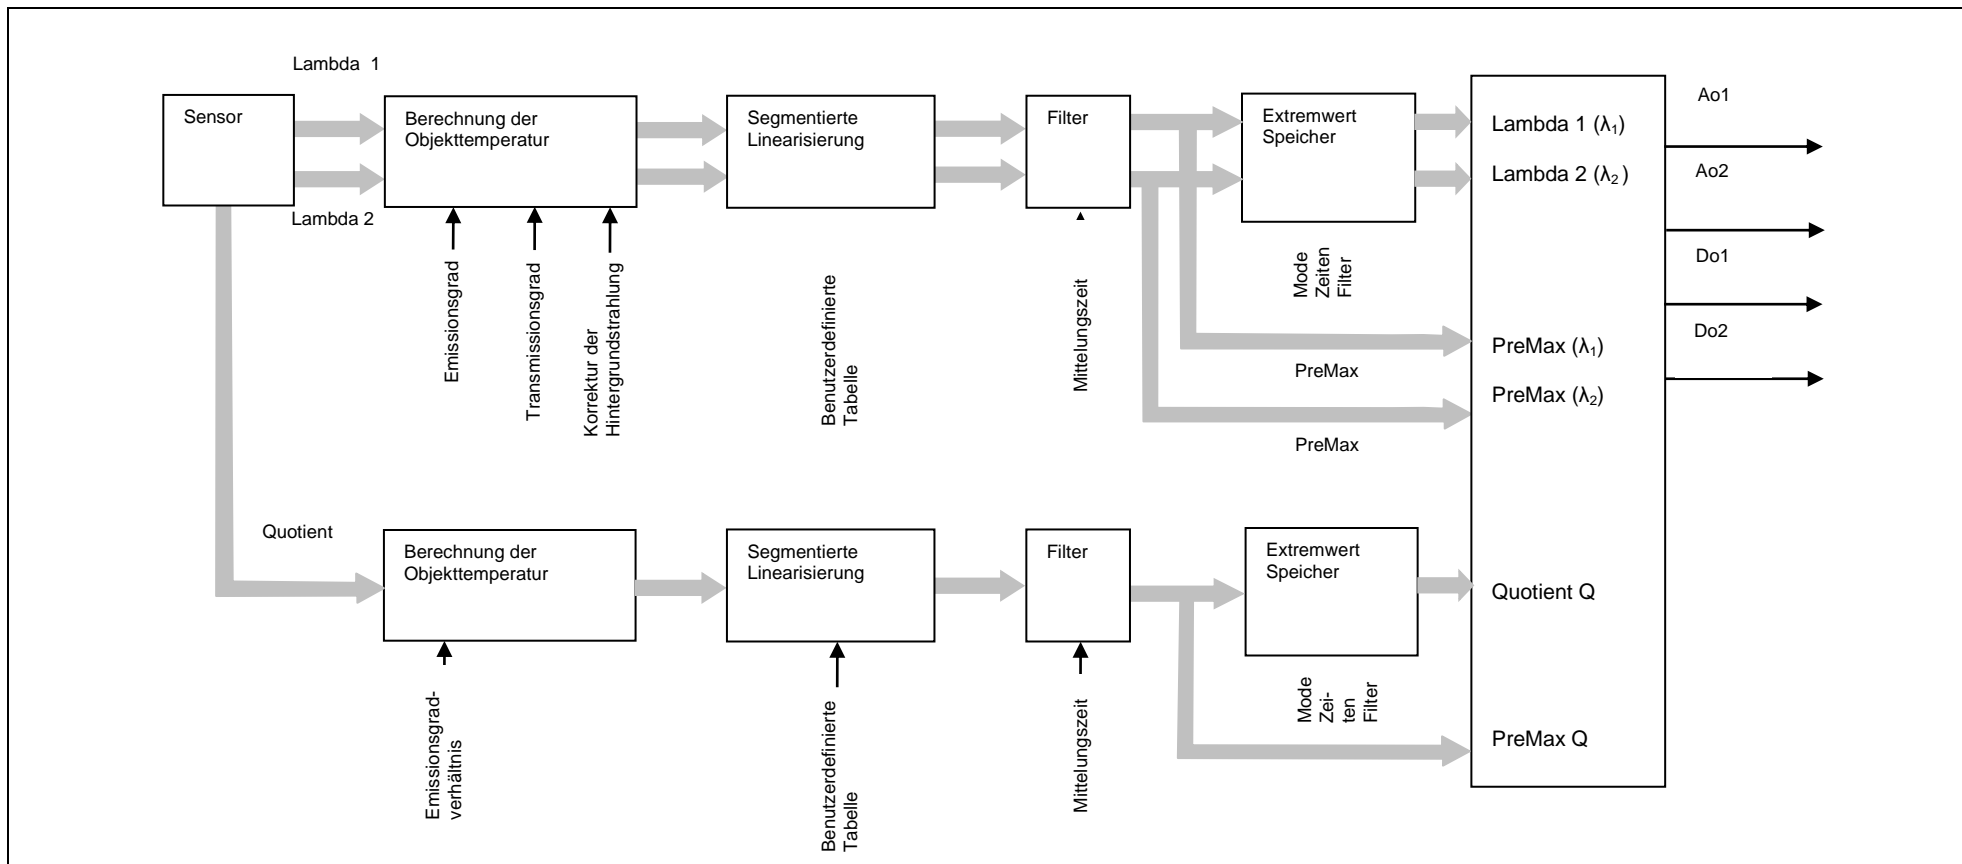 Lambda 1
Sensor
Lambda 2
Berechnung der
Objekttemperatur
Segmentierte
Linearisierung
Filter
Extremwert
Speicher
Emissionsgrad
Transmissionsgrad
Korrektur der
Hintergrundstrahlung
Benutzerdefinierte
Tabelle
Mittelungszeit
Mode
Zeiten
Filter
PreMax
PreMax
Lambda 1 (λ₁)
Lambda 2 (λ₂)
PreMax (λ₁)
PreMax (λ₂)
Quotient Q
PreMax Q
Ao1
Ao2
Do1
Do2
Quotient
Berechnung der
Objekttemperatur
Segmentierte
Linearisierung
Filter
Extremwert
Speicher
Emissionsgrad-
verhältnis
Benutzerdefinierte
Tabelle
Mittelungszeit
Mode
Zei-
ten
Filter